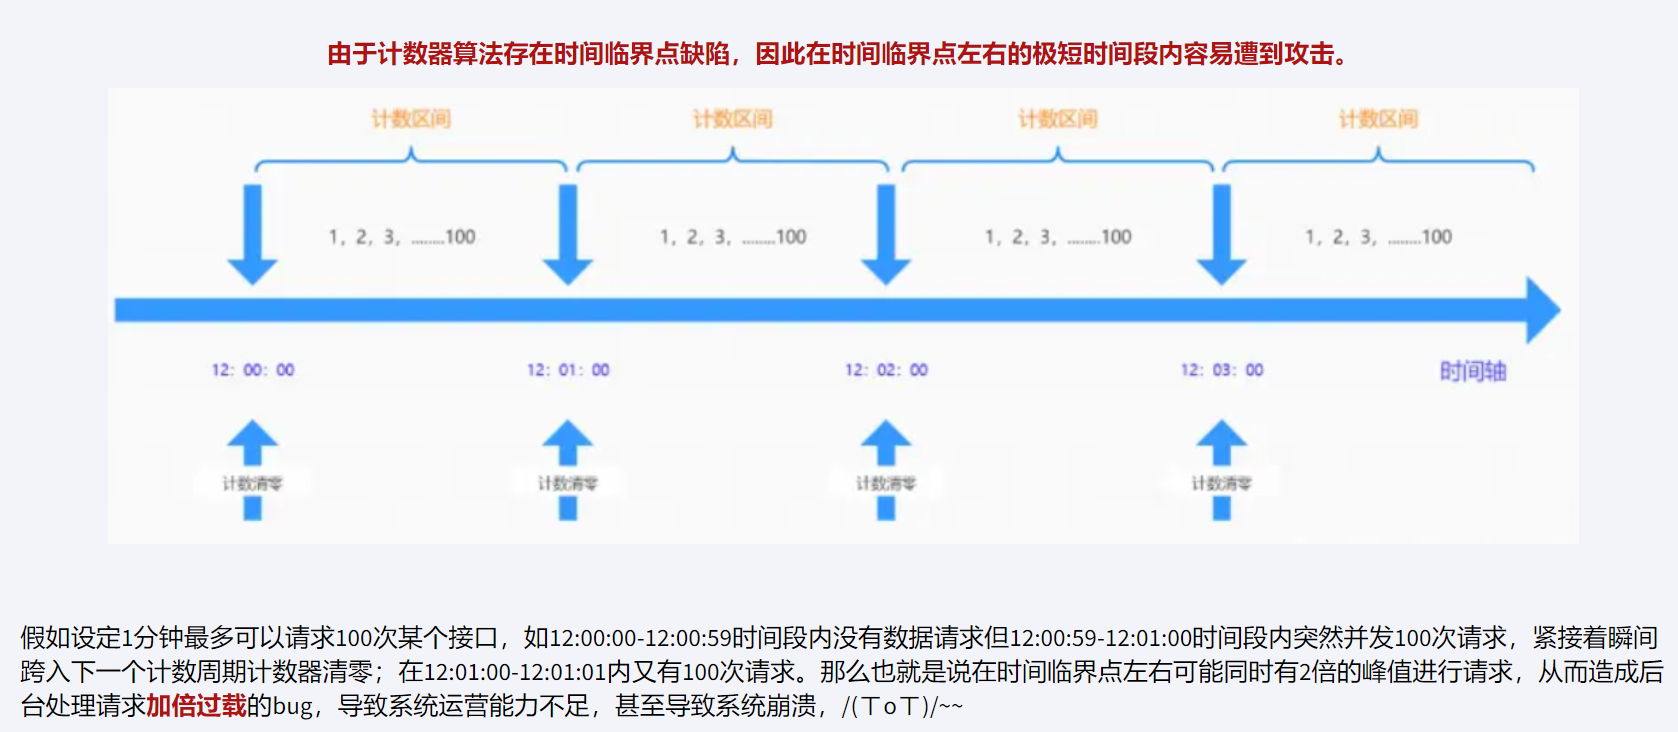 由于计数器算法存在时间临界点缺陷，因此在时间临界点左右的极短时间段内容易遭到攻击。
计数区间 计数区间 计数区间 计数区间
1，2，3，........100 1，2，3，........100 1，2，3，........100 1，2，3，........100
12：00：00 12：01：00 12：02：00 12：03：00 时间轴
计数清零 计数清零 计数清零 计数清零
假如设定1分钟最多可以请求100次某个接口，如12:00:00-12:00:59时间段内没有数据请求但12:00:59-12:01:00时间段内突然并发100次请求，紧接着瞬间
跨入下一个计数周期计数器清零；在12:01:00-12:01:01内又有100次请求。那么也就是说在时间临界点左右可能同时有2倍的峰值进行请求，从而造成后
台处理请求加倍过载的bug，导致系统运营能力不足，甚至导致系统崩溃，/(ㄒoㄒ)/~~